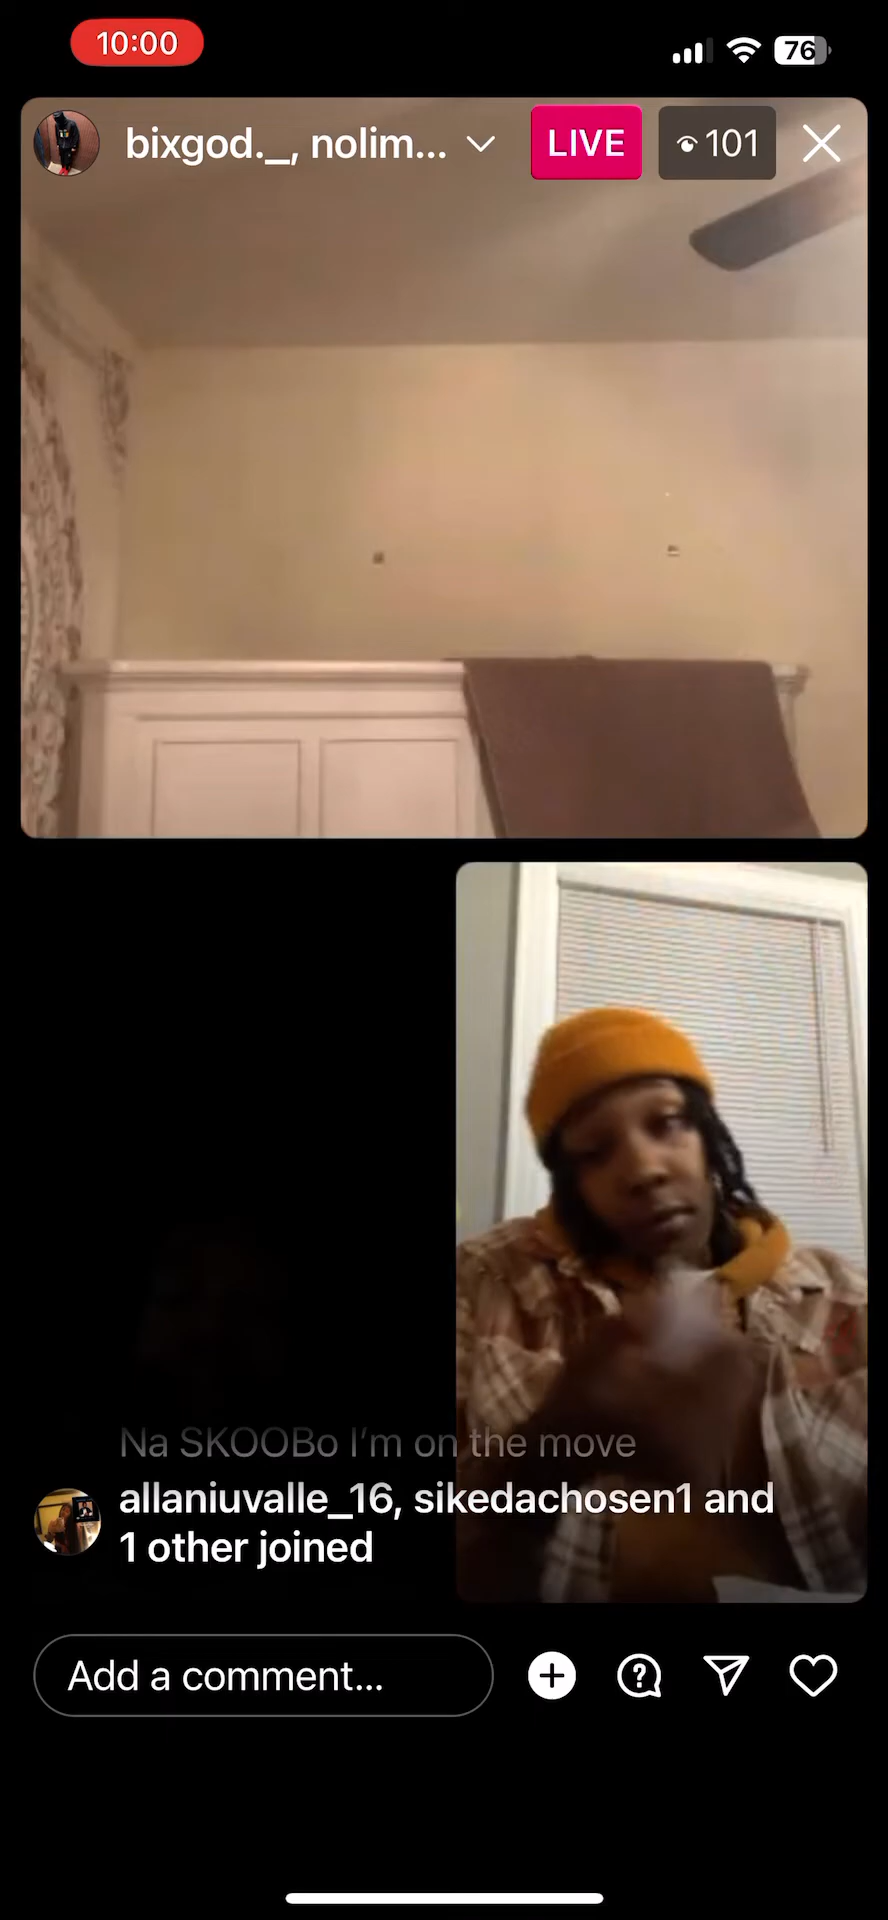 10:00
76
bixgod._, nolim...
LIVE
101
Na SKOOBo I'm on the move
allaniuvalle_16, sikedachosen1 and
1 other joined
Add a comment...